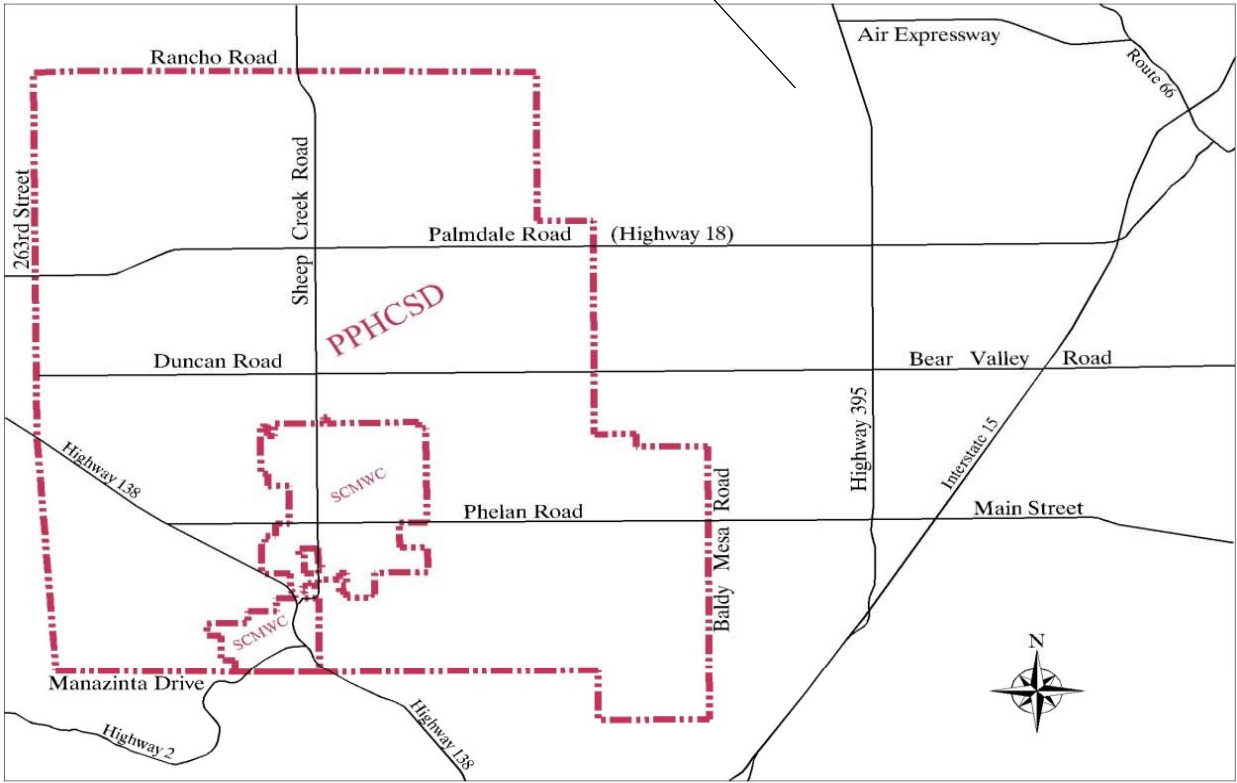 Air Expressway
Rancho Road
Route 66
263rd Street
Sheep Creek Road
Palmdale Road (Highway 18)
PPHCSD
Duncan Road
Bear Valley Road
Highway 138
SCMWC
Highway 395
Interstate 15
Phelan Road
Main Street
Baldy Mesa Road
SCMWC
N
Manazinta Drive
Highway 2
Highway 138